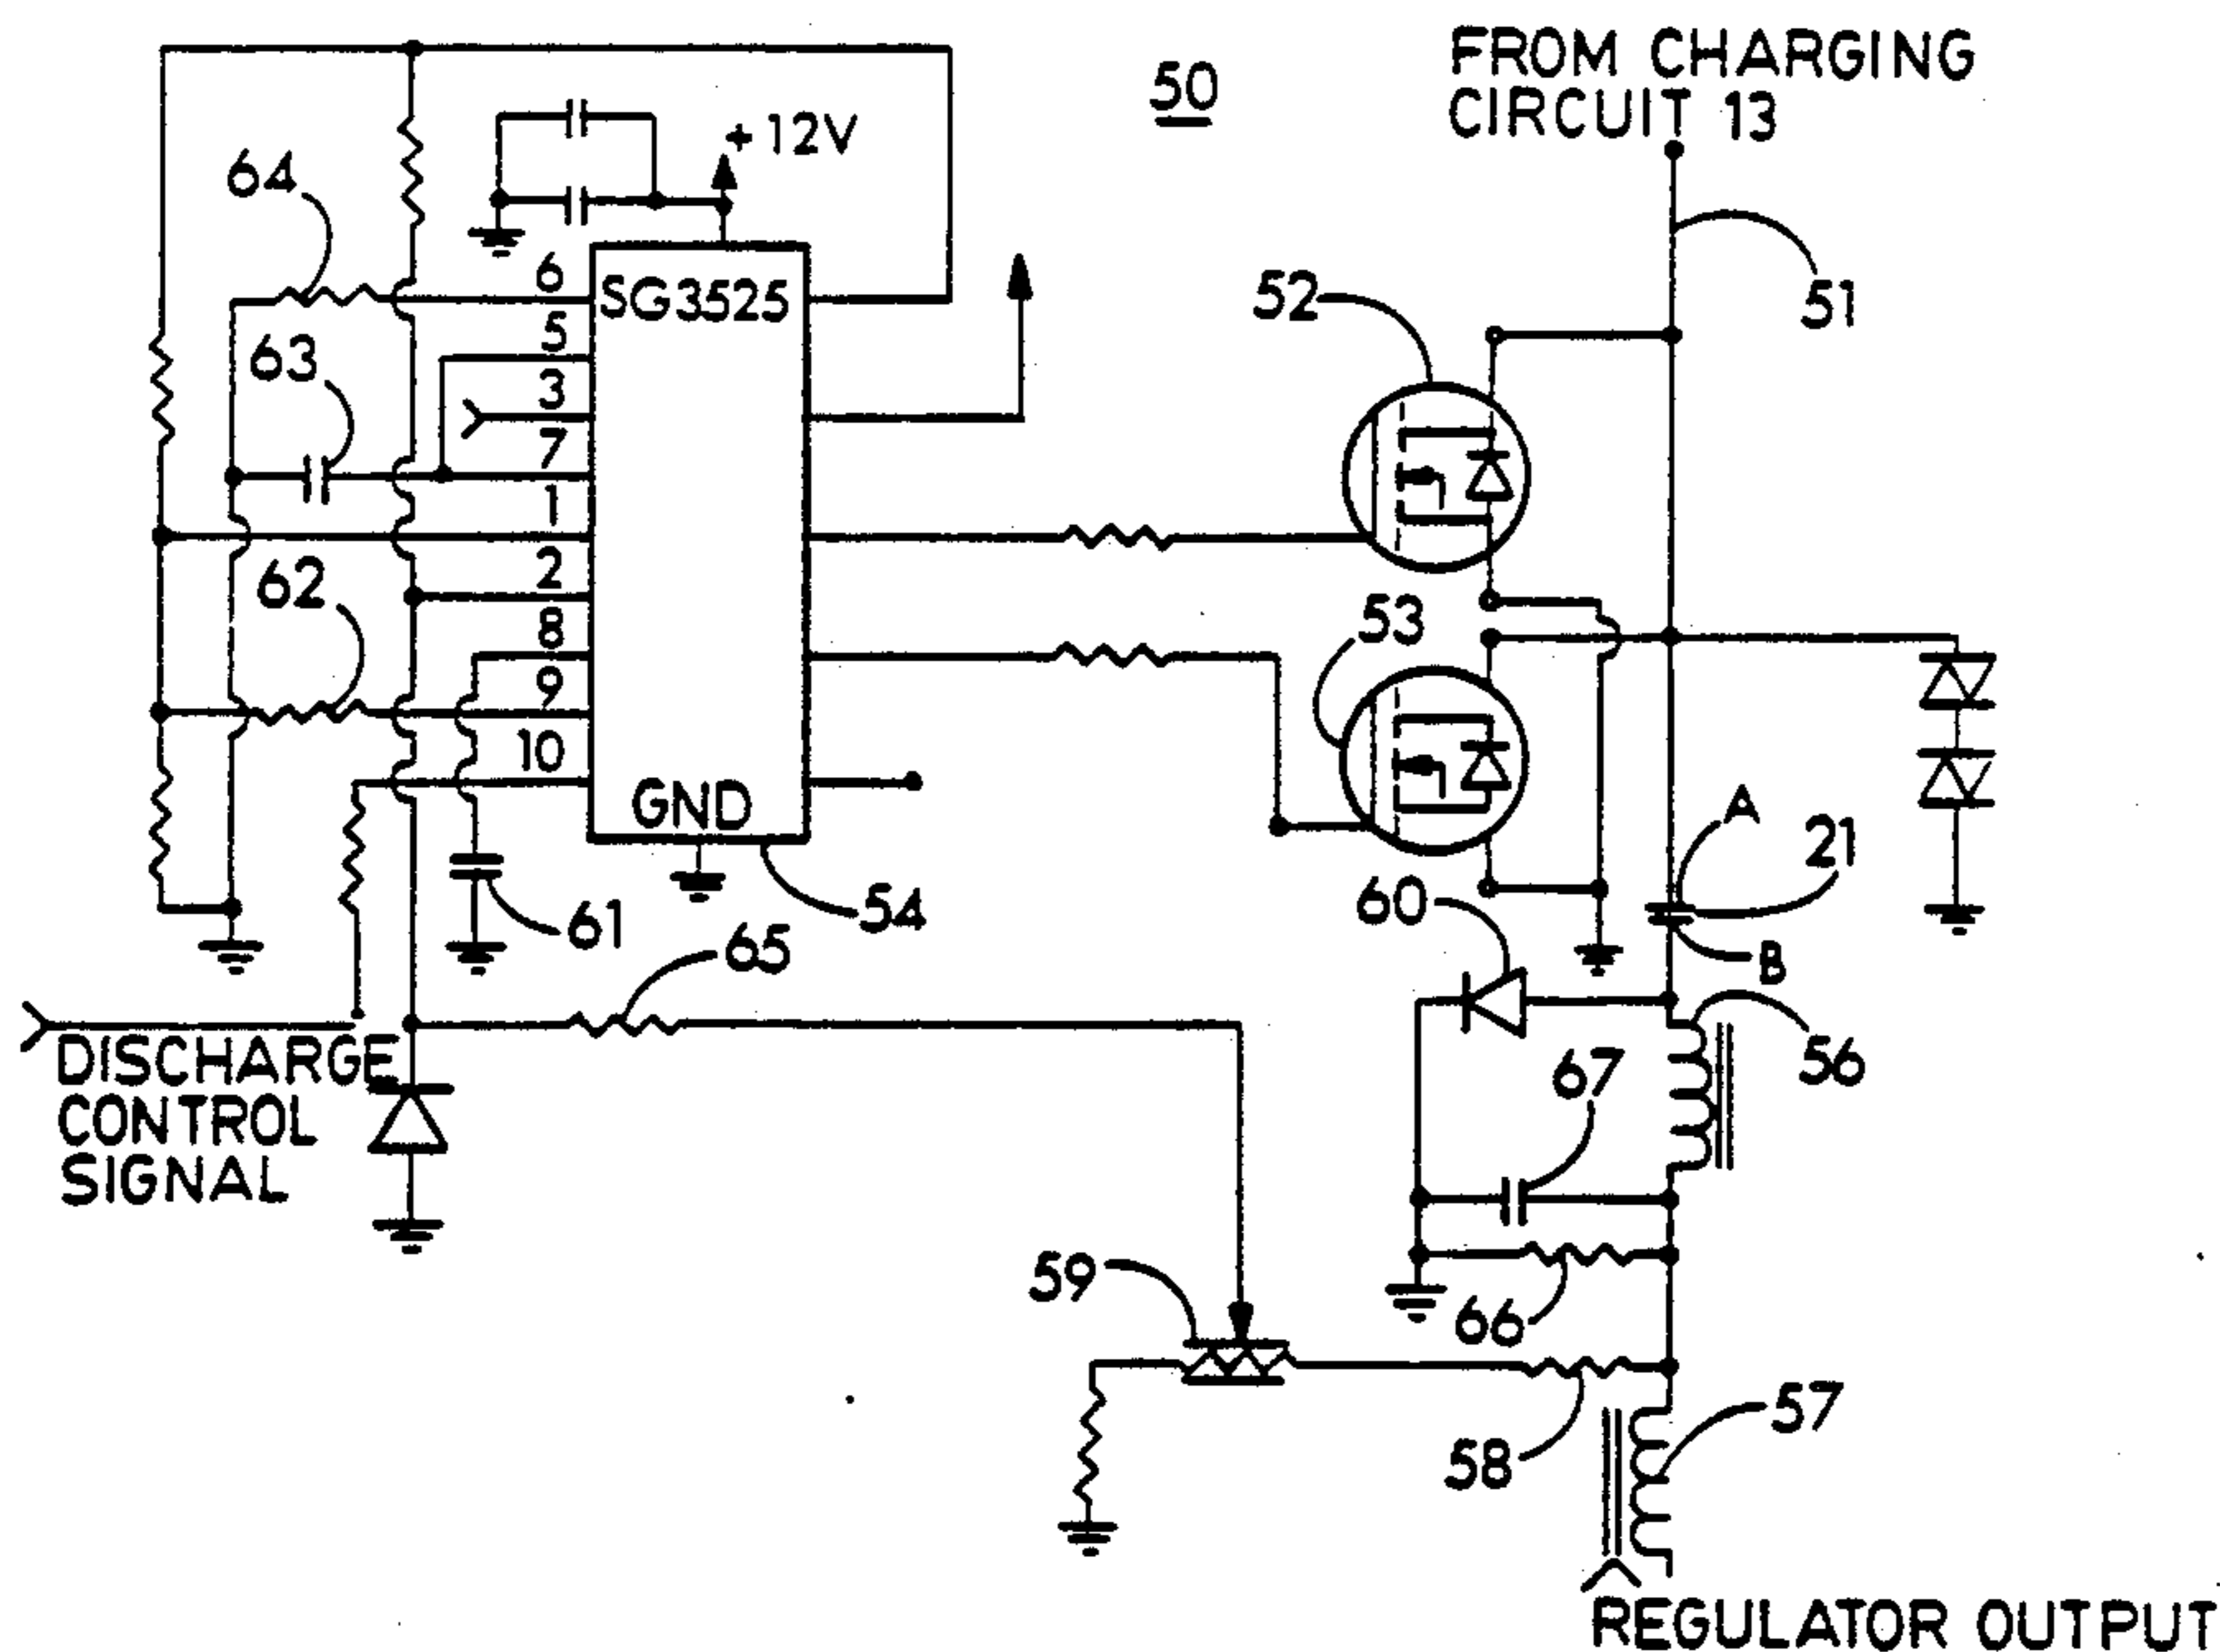 50
FROM CHARGING
CIRCUIT 13
+12V
64
6
SG3525
5
63
3
7
1
62
2
8
9
10
GND
61
54
65
52
51
53
A
21
60
B
DISCHARGE
CONTROL
SIGNAL
67
56
59
66
58
57
REGULATOR OUTPUT